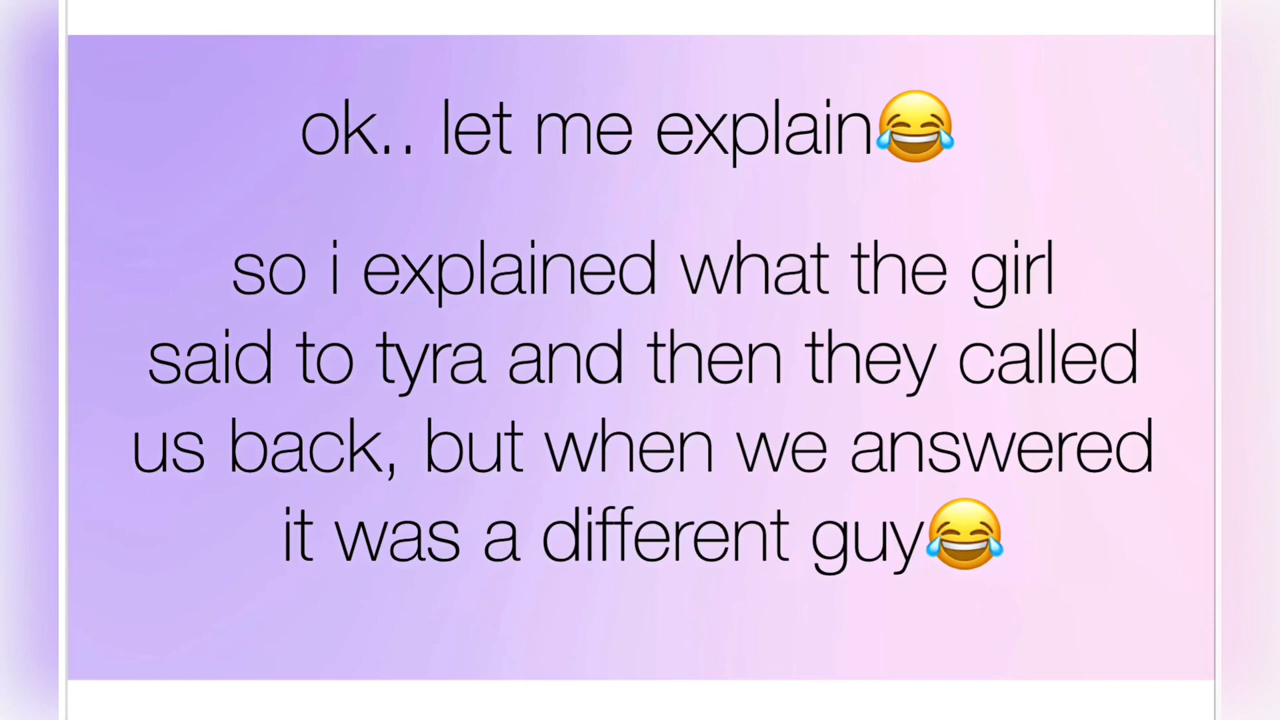 ok.. let me explain😂
so i explained what the girl
said to tyra and then they called
us back, but when we answered
it was a different guy😂